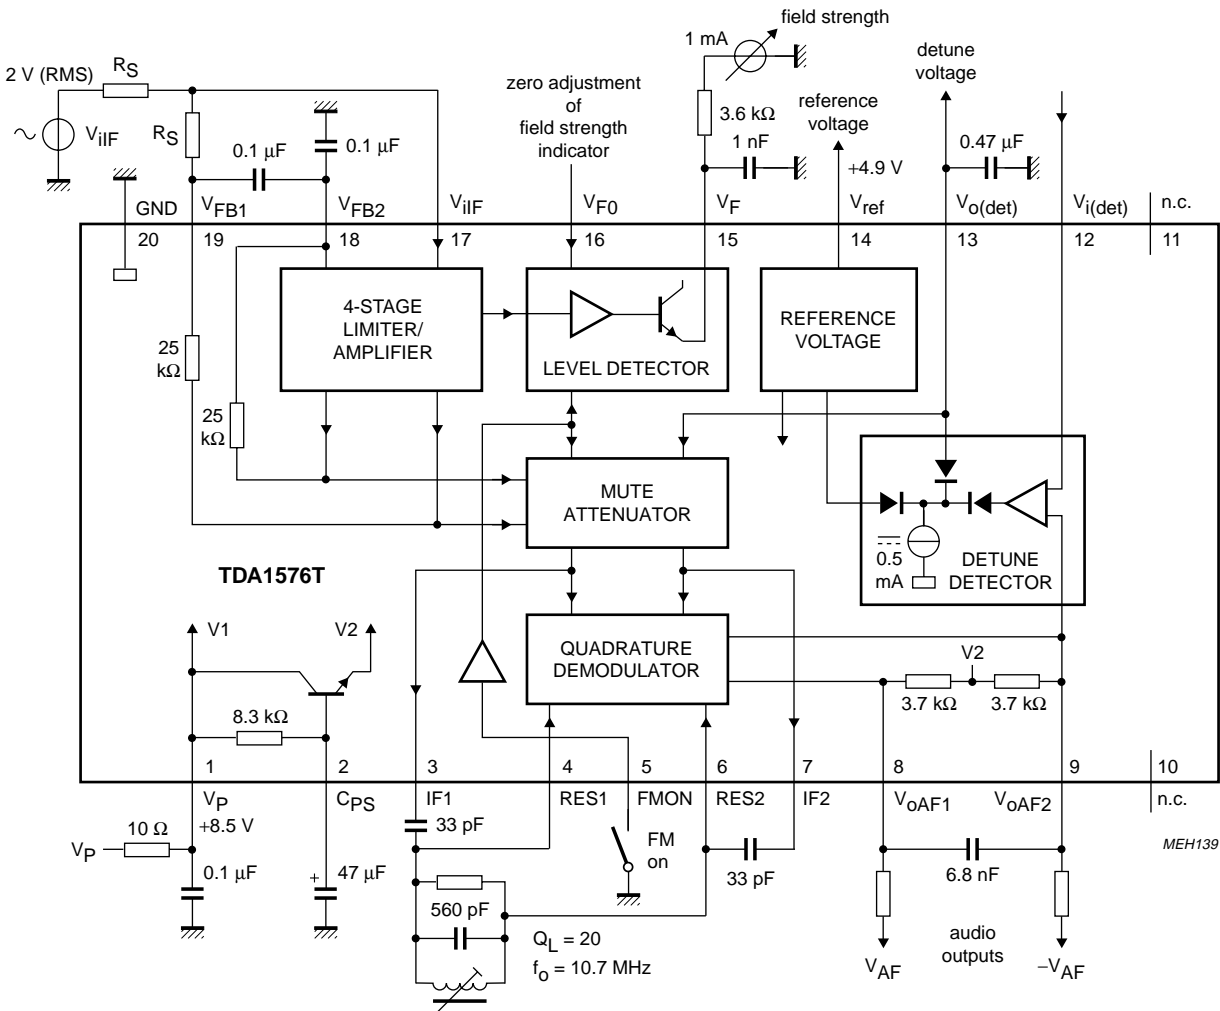 field strength
1 mA
detune
voltage
2 V (RMS)
RS
zero adjustment
of
field strength
indicator
reference
voltage
3.6 kΩ
ViIF
RS
0.1 μF
0.1 μF
1 nF
0.47 μF
+4.9 V
GND
VFB1
VFB2
ViIF
VF0
VF
Vref
Vo(det)
Vi(det)
n.c.
20
19
18
17
16
15
14
13
12
11
4-STAGE
LIMITER/
AMPLIFIER
LEVEL DETECTOR
REFERENCE
VOLTAGE
25
kΩ
25
kΩ
MUTE
ATTENUATOR
0.5
mA
DETUNE
DETECTOR
TDA1576T
V1
V2
QUADRATURE
DEMODULATOR
V2
3.7 kΩ
3.7 kΩ
8.3 kΩ
1
2
3
4
5
6
7
8
9
10
VP
CPS
IF1
RES1
FMON
RES2
IF2
VoAF1
VoAF2
n.c.
+8.5 V
10 Ω
VP
33 pF
FM
on
MEH139
0.1 μF
+
47 μF
33 pF
6.8 nF
560 pF
QL = 20
fo = 10.7 MHz
audio
outputs
VAF
−VAF